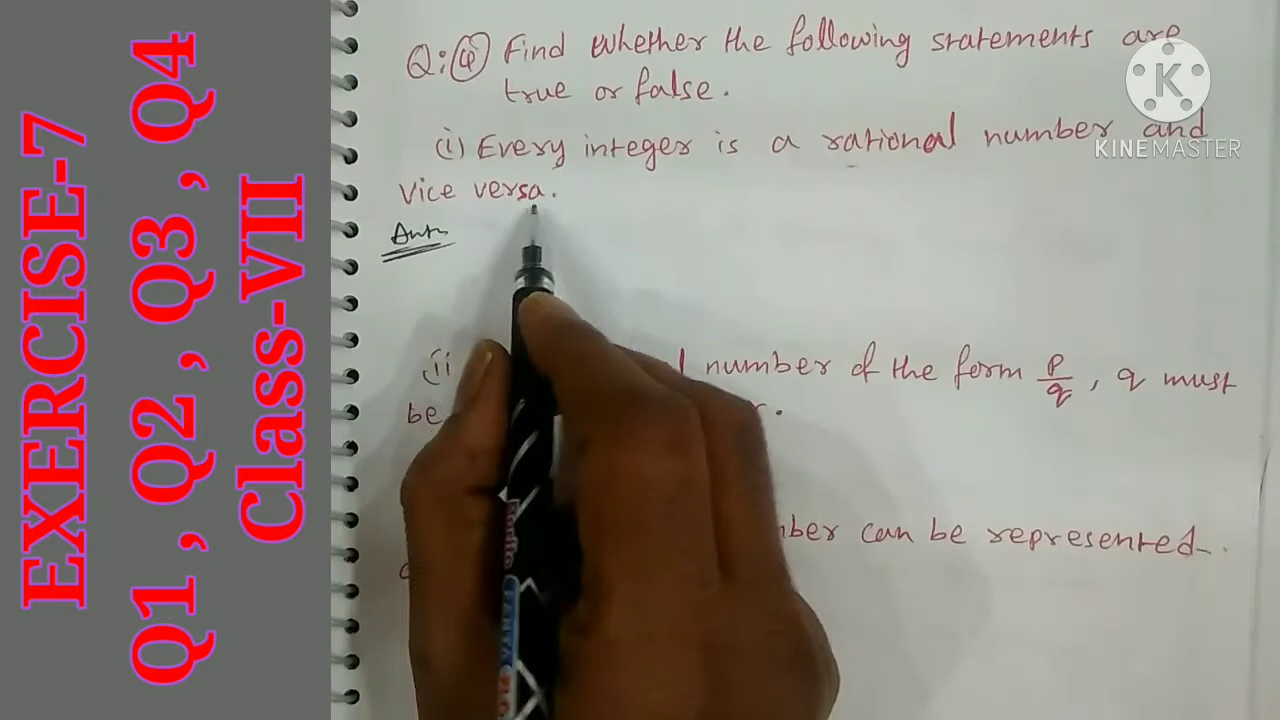 EXERCISE-7
Q1 , Q2 , Q3 , Q4
Class-VII
Q:④ Find whether the following statements are
true or false.
K
KINEMASTER
(i) Every integer is a rational number and
vice versa.
Ans
(ii number of the form p/q, q must
be
can be represented